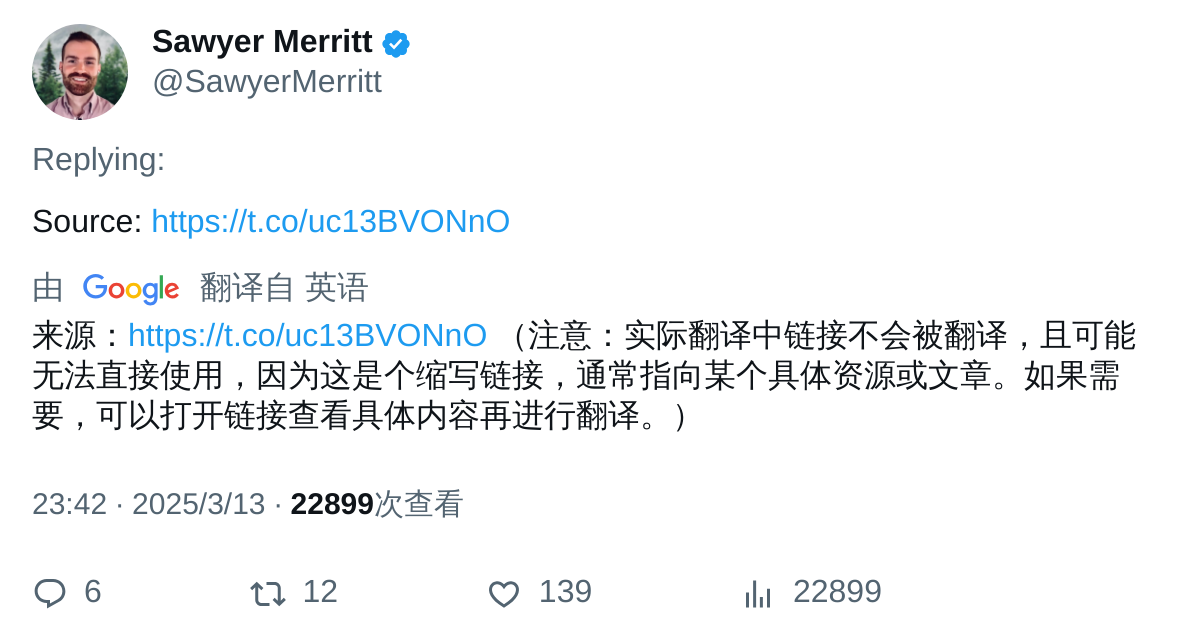 Sawyer Merritt
@SawyerMerritt
Replying:
Source: https://t.co/uc13BVONnO
由 Google 翻译自 英语
来源：https://t.co/uc13BVONnO （注意：实际翻译中链接不会被翻译，且可能
无法直接使用，因为这是个缩写链接，通常指向某个具体资源或文章。如果需
要，可以打开链接查看具体内容再进行翻译。）
23:42 · 2025/3/13 · 22899次查看
6 12 139 22899